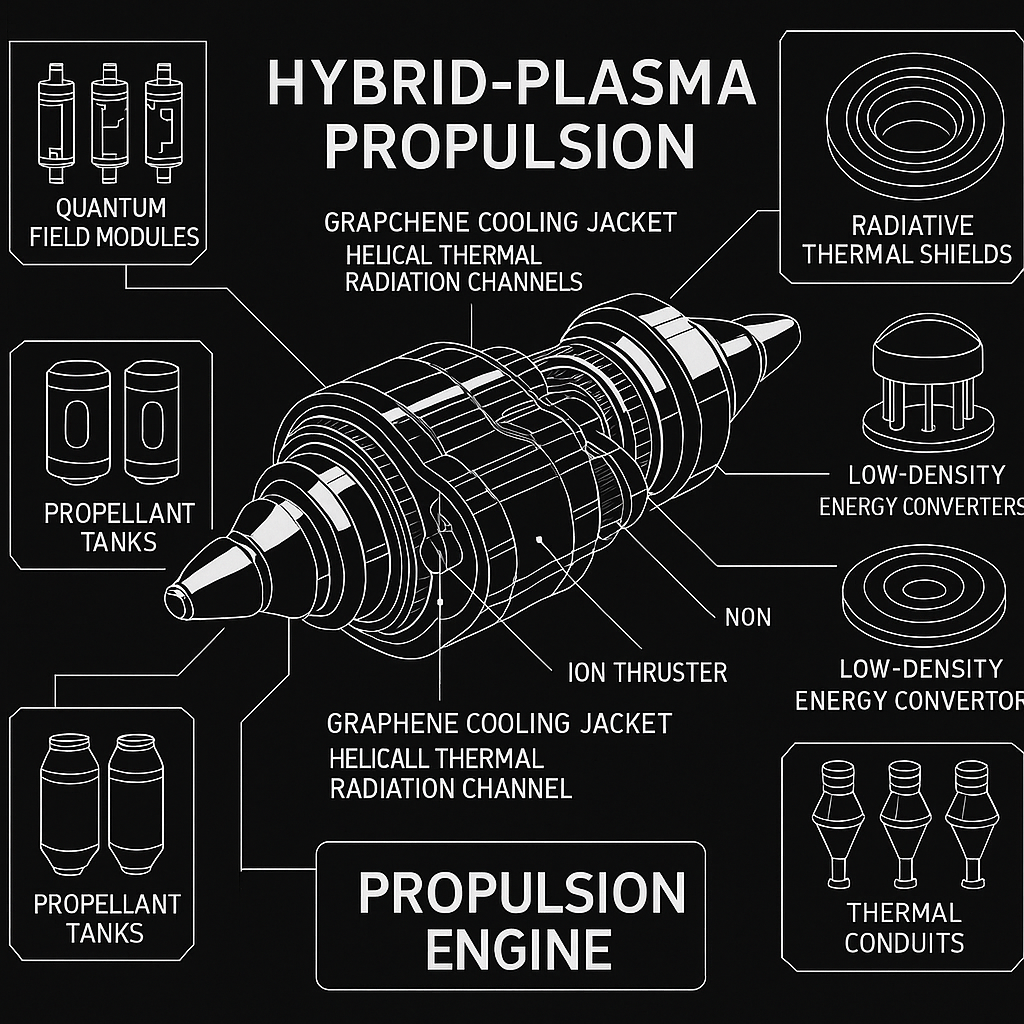 HYBRID-PLASMA
PROPULSION
QUANTUM
FIELD MODULES
GRAPCHENE COOLING JACKET
HELICAL THERMAL
RADIATION CHANNELS
RADIATIVE
THERMAL SHIELDS
PROPELLANT
TANKS
LOW-DENSITY
ENERGY CONVERTERS
NON
ION THRUSTER
LOW-DENSITY
ENERGY CONVERTOR
GRAPHENE COOLING JACKET
HELICALL THERMAL
RADIATION CHANNEL
PROPELLANT
TANKS
PROPULSION
ENGINE
THERMAL
CONDUITS